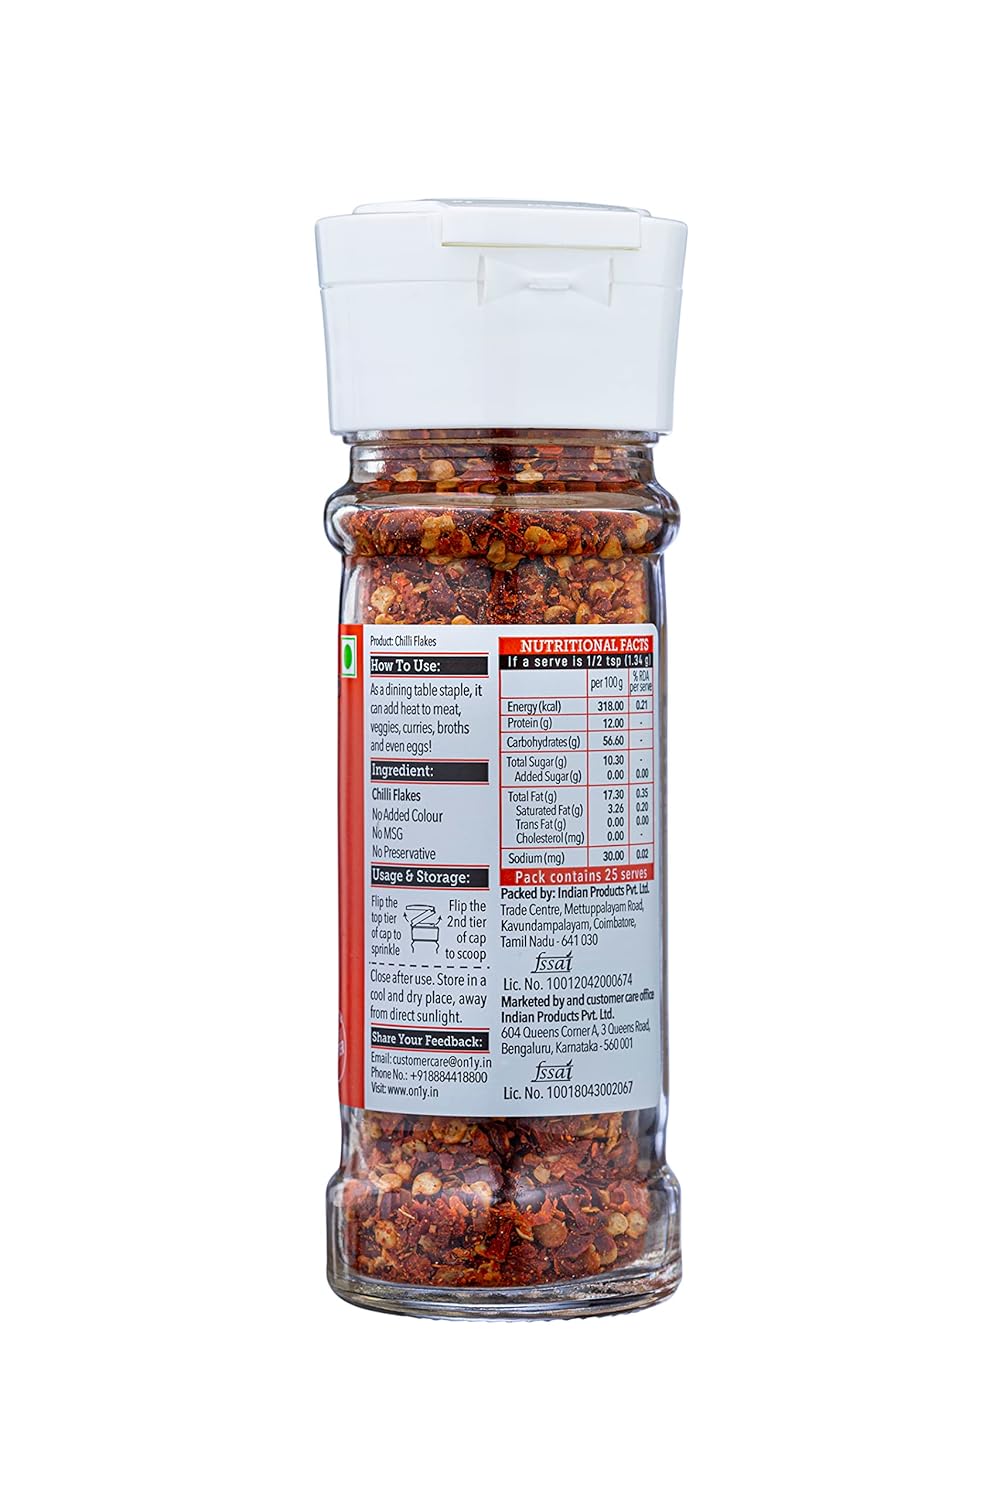 Product: Chilli Flakes
How To Use:
As a dining table staple, it
can add heat to meat,
veggies, curries, broths
and even eggs!
Ingredient:
Chilli Flakes
No Added Colour
No MSG
No Preservative
Usage & Storage:
Flip the
top tier
of cap to
sprinkle
Flip the
2nd tier
of cap
to scoop
Close after use. Store in a
cool and dry place, away
from direct sunlight.
Share Your Feedback:
Email: customercare@on1y.in
Phone No.: +918884418800
Visit: www.on1y.in
NUTRITIONAL FACTS
If a serve is 1/2 tsp (1.34 g)
per 100 g % RDA per serve
Energy (kcal) 318.00 0.21
Protein (g) 12.00 -
Carbohydrates (g) 56.60 -
Total Sugar (g) 10.30 -
Added Sugar (g) 0.00 0.00
Total Fat (g) 17.30 0.35
Saturated Fat (g) 3.26 0.20
Trans Fat (g) 0.00 0.00
Cholesterol (mg) 0.00 -
Sodium (mg) 30.00 0.02
Pack contains 25 serves
Packed by: Indian Products Pvt. Ltd.
Trade Centre, Mettuppalayam Road,
Kavundampalayam, Coimbatore,
Tamil Nadu - 641 030
fssai
Lic. No. 10012042000674
Marketed by and customer care office
Indian Products Pvt. Ltd.
604 Queens Corner A, 3 Queens Road,
Bengaluru, Karnataka - 560 001
fssai
Lic. No. 10018043002067